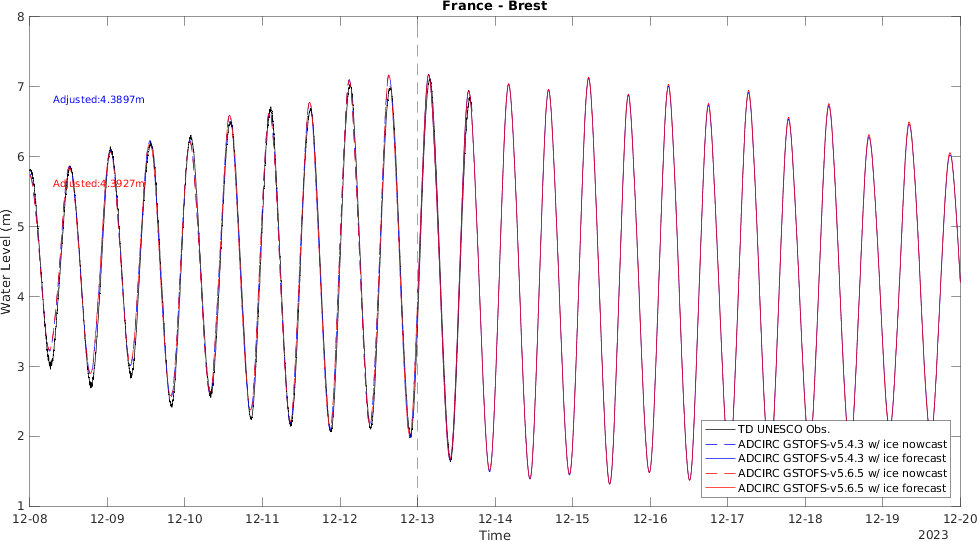 France - Brest
8
7
6
5
4
3
2
1
Water Level (m)
Adjusted:4.3897m
Adjusted:4.3927m
TD UNESCO Obs.
ADCIRC GSTOFS-v5.4.3 w/ ice nowcast
ADCIRC GSTOFS-v5.4.3 w/ ice forecast
ADCIRC GSTOFS-v5.6.5 w/ ice nowcast
ADCIRC GSTOFS-v5.6.5 w/ ice forecast
12-08 12-09 12-10 12-11 12-12 12-13 12-14 12-15 12-16 12-17 12-18 12-19 12-20
Time
2023